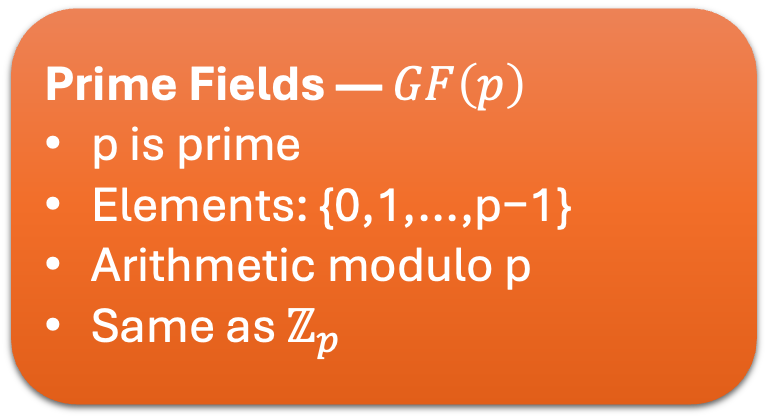 Prime Fields — 𝐺𝐹(𝑝)
• p is prime
• Elements: {0,1,…,p−1}
• Arithmetic modulo p
• Same as ℤ𝑝